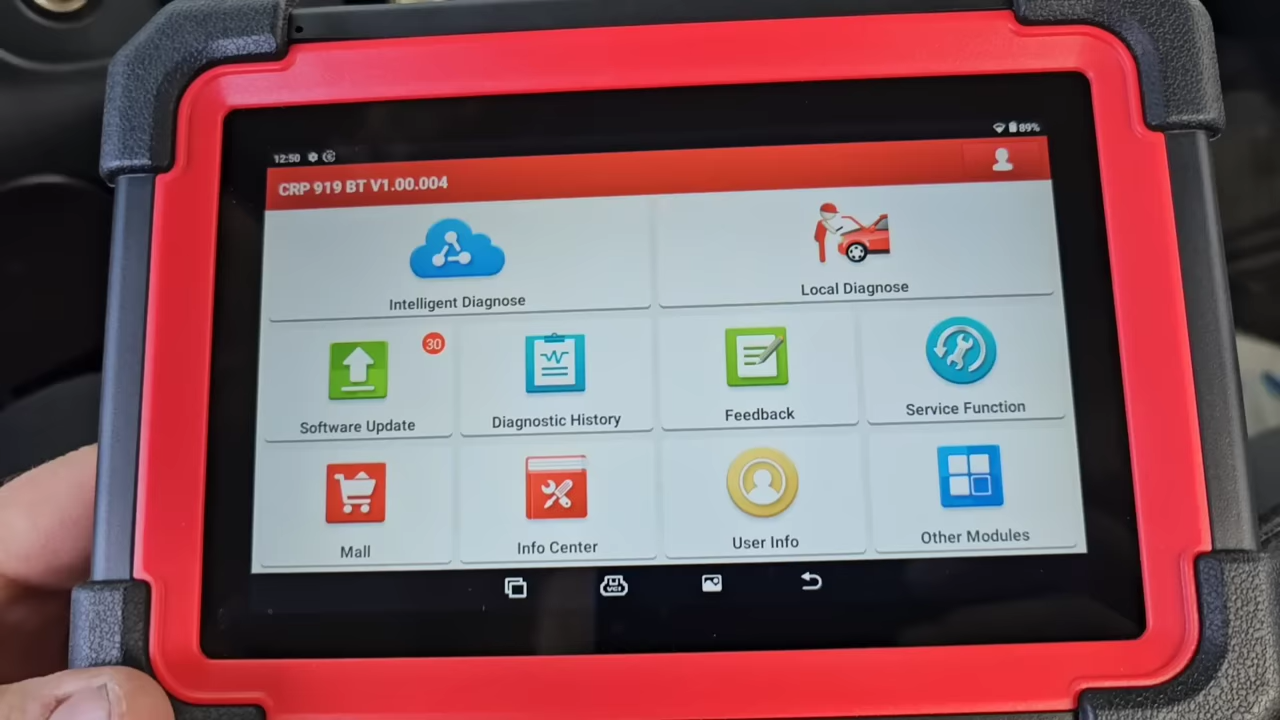 12:50
89%
CRP 919 BT V1.00.004
Intelligent Diagnose
Local Diagnose
30
Software Update
Diagnostic History
Feedback
Service Function
Mall
Info Center
User Info
Other Modules
VCI